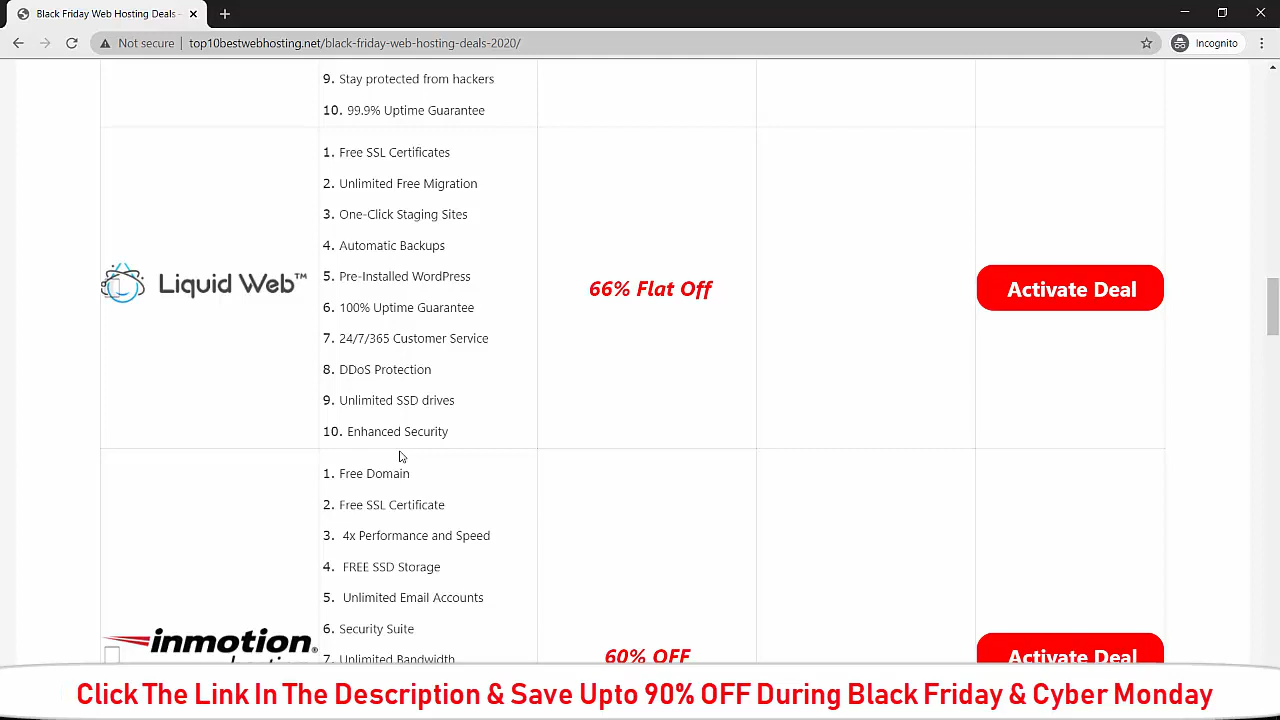 Black Friday Web Hosting Deals -
Not secure | top10bestwebhosting.net/black-friday-web-hosting-deals-2020/
Incognito
9. Stay protected from hackers
10. 99.9% Uptime Guarantee
1. Free SSL Certificates
2. Unlimited Free Migration
3. One-Click Staging Sites
4. Automatic Backups
5. Pre-Installed WordPress
6. 100% Uptime Guarantee
7. 24/7/365 Customer Service
8. DDoS Protection
9. Unlimited SSD drives
10. Enhanced Security
Liquid Web™
66% Flat Off
Activate Deal
1. Free Domain
2. Free SSL Certificate
3. 4x Performance and Speed
4. FREE SSD Storage
5. Unlimited Email Accounts
6. Security Suite
7. Unlimited Bandwidth
inmotion®
60% OFF
Activate Deal
Click The Link In The Description & Save Upto 90% OFF During Black Friday & Cyber Monday